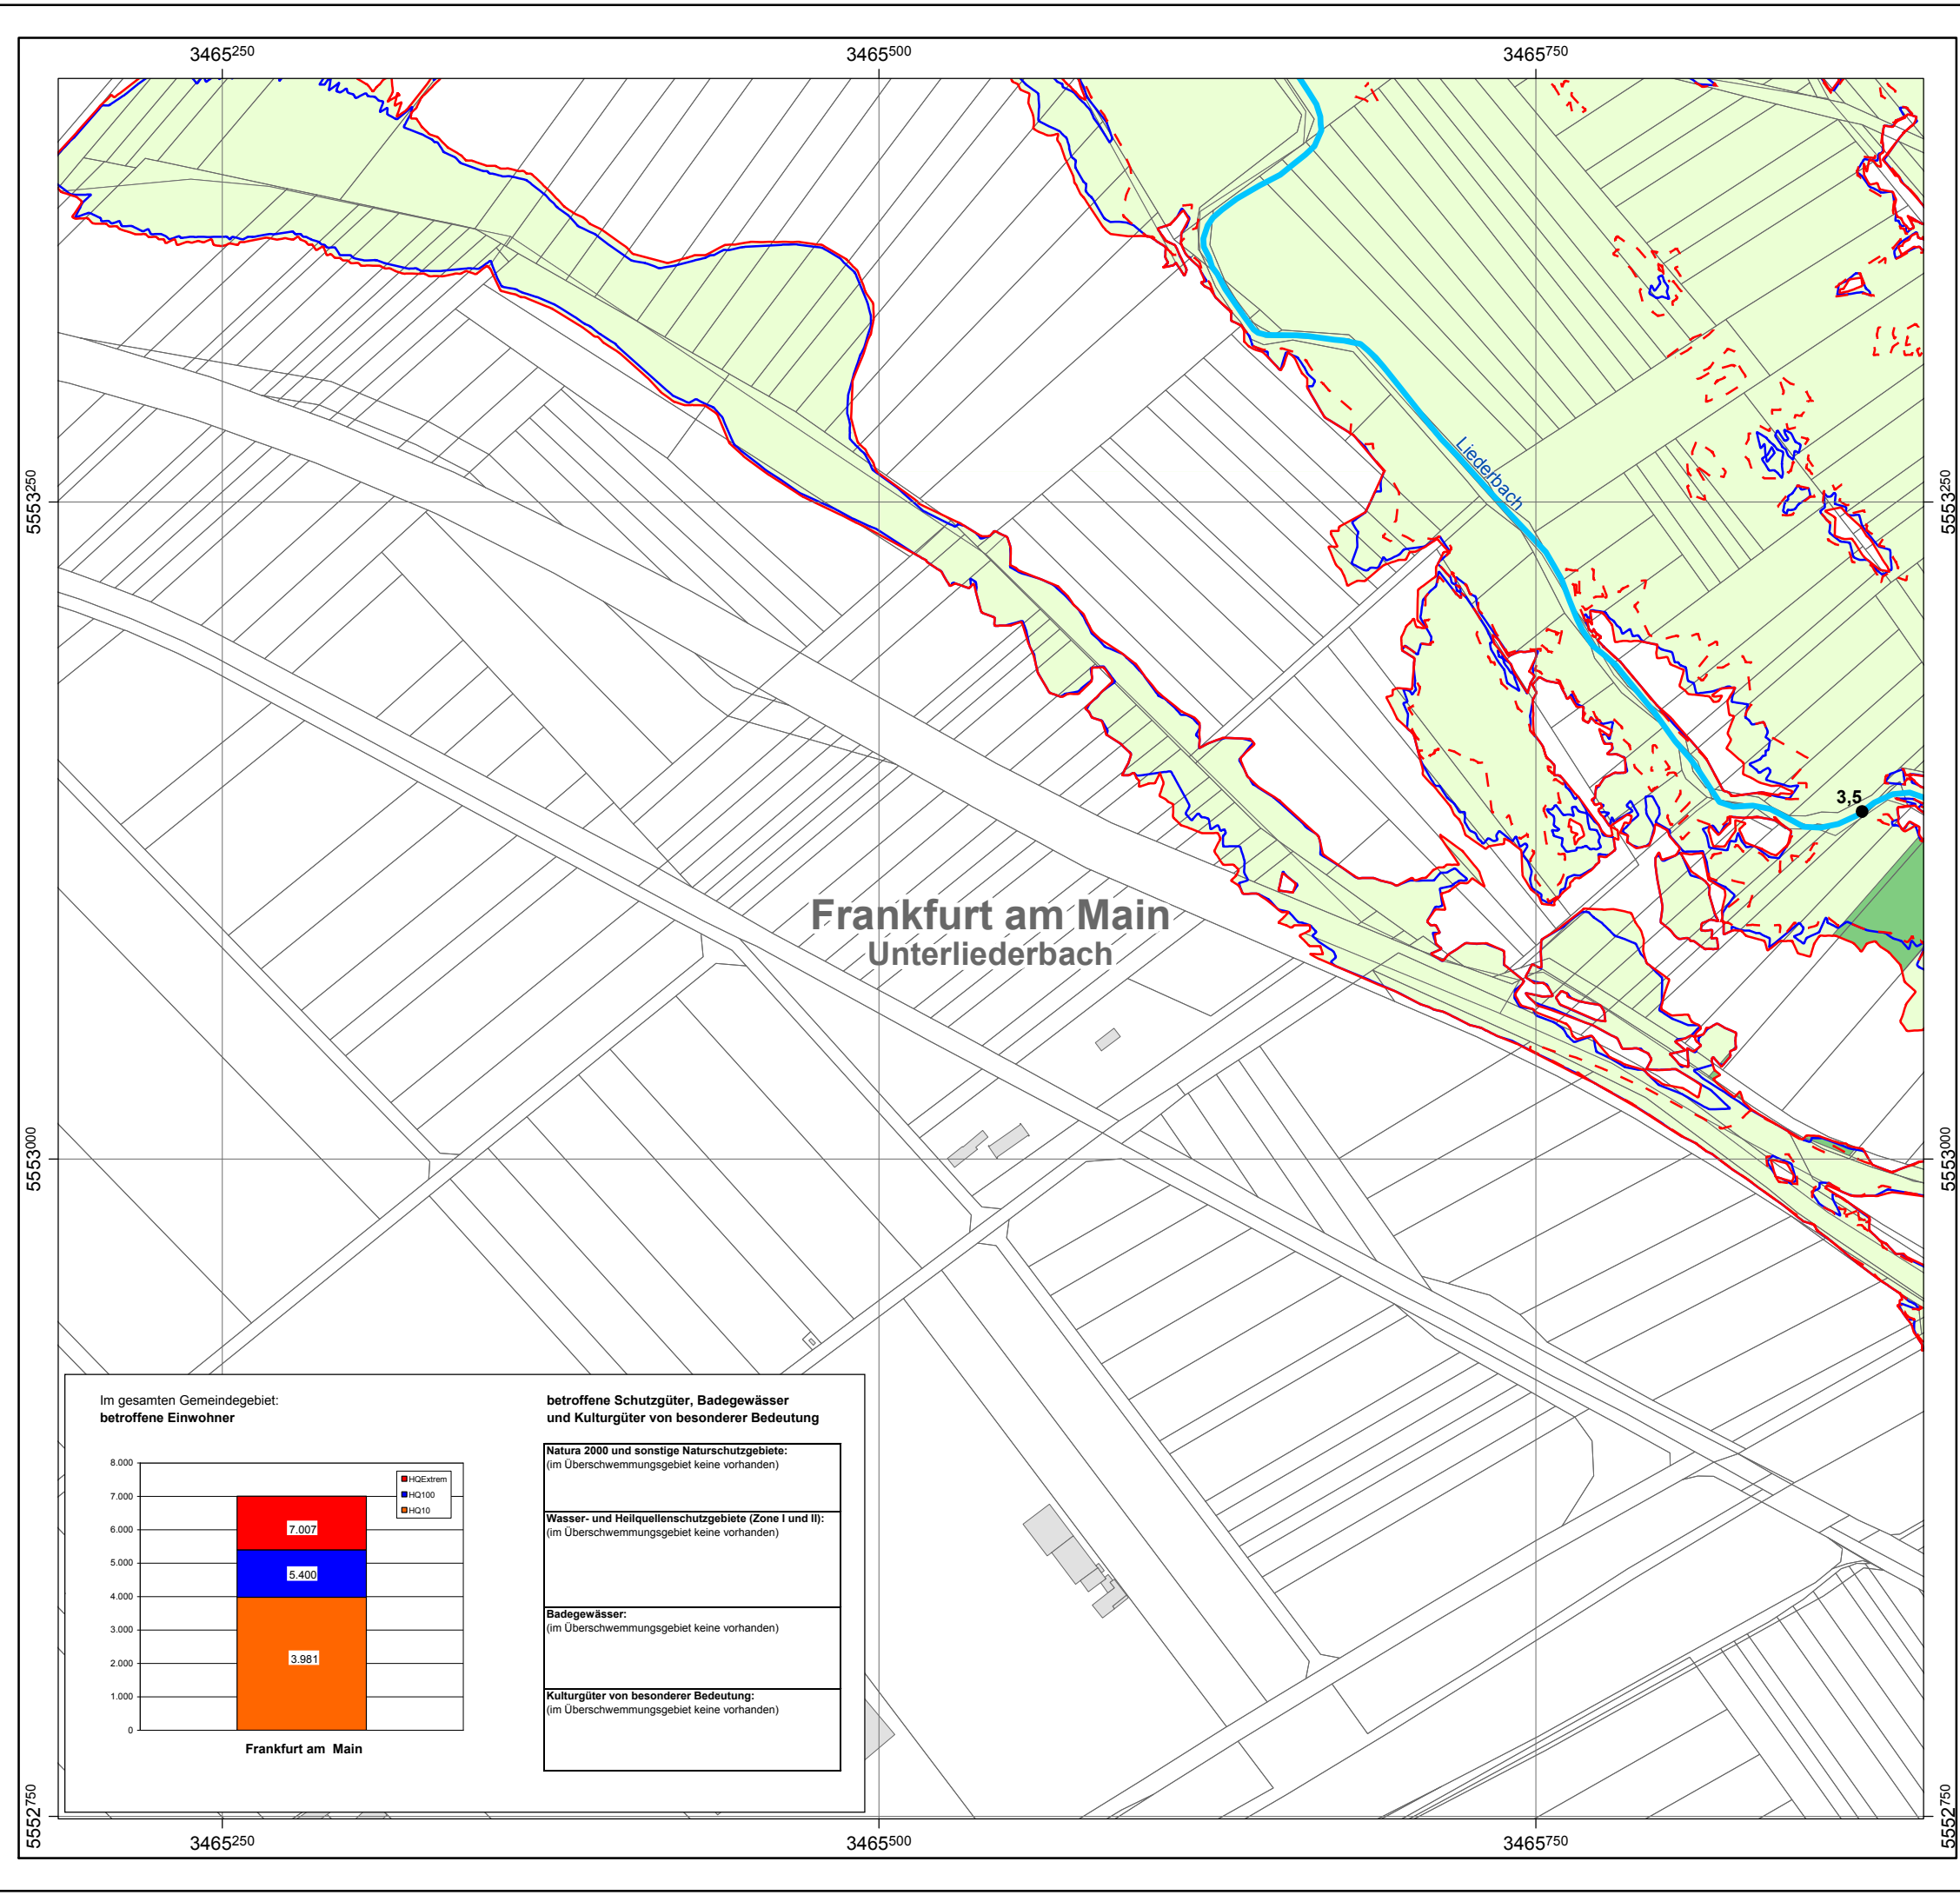 3465250 3465500 3465750
5553250 5553250
Liederbach
3,5
Frankfurt am Main
Unterliederbach
5553000 5553000
Im gesamten Gemeindegebiet:
betroffene Einwohner
8.000
7.000
6.000
5.000
4.000
3.000
2.000
1.000
0
HQExtrem
HQ100
HQ10
7.007
5.400
3.981
Frankfurt am Main
betroffene Schutzgüter, Badegewässer
und Kulturgüter von besonderer Bedeutung
Natura 2000 und sonstige Naturschutzgebiete:
(im Überschwemmungsgebiet keine vorhanden)
Wasser- und Heilquellenschutzgebiete (Zone I und II):
(im Überschwemmungsgebiet keine vorhanden)
Badegewässer:
(im Überschwemmungsgebiet keine vorhanden)
Kulturgüter von besonderer Bedeutung:
(im Überschwemmungsgebiet keine vorhanden)
5552750 5552750
3465250 3465500 3465750